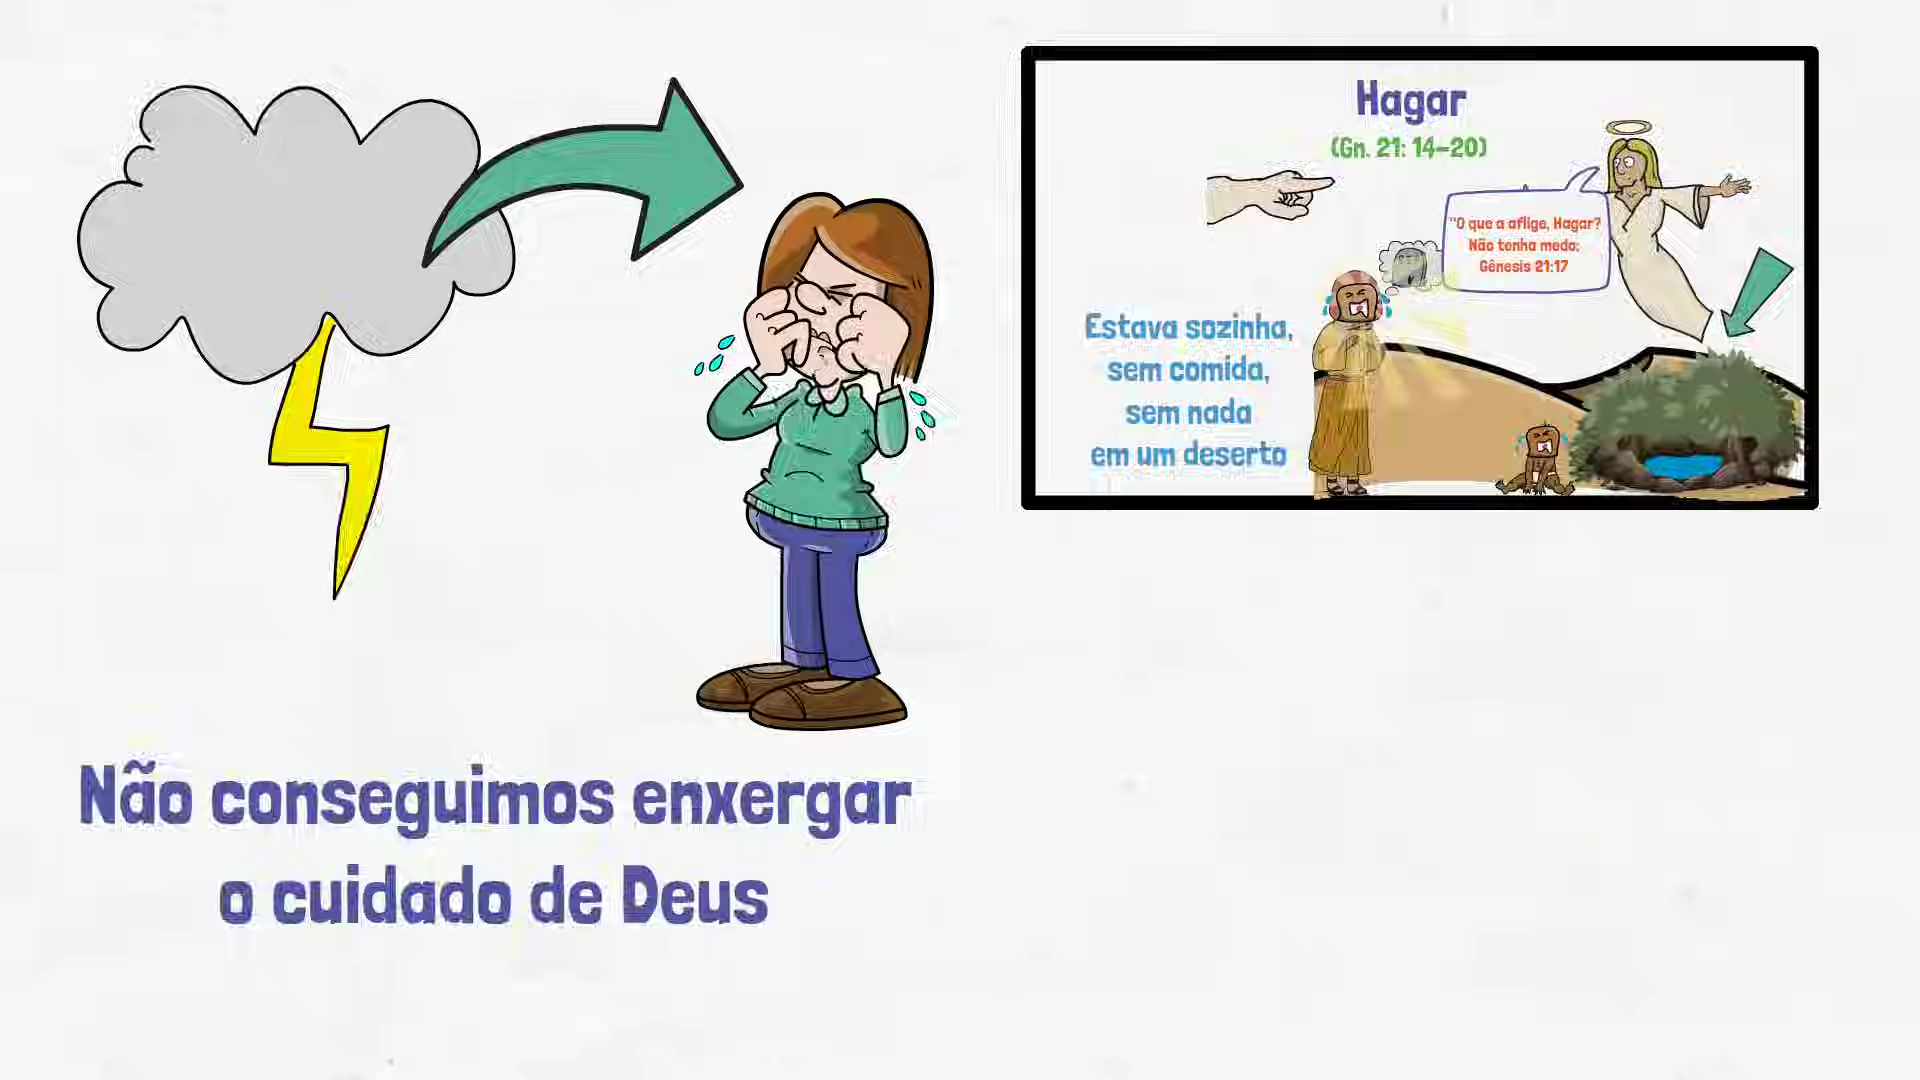 Hagar
(Gn. 21: 14-20)
"O que a aflige, Hagar?
Não tenha medo;
Gênesis 21:17
Estava sozinha,
sem comida,
sem nada
em um deserto
Não conseguimos enxergar
o cuidado de Deus